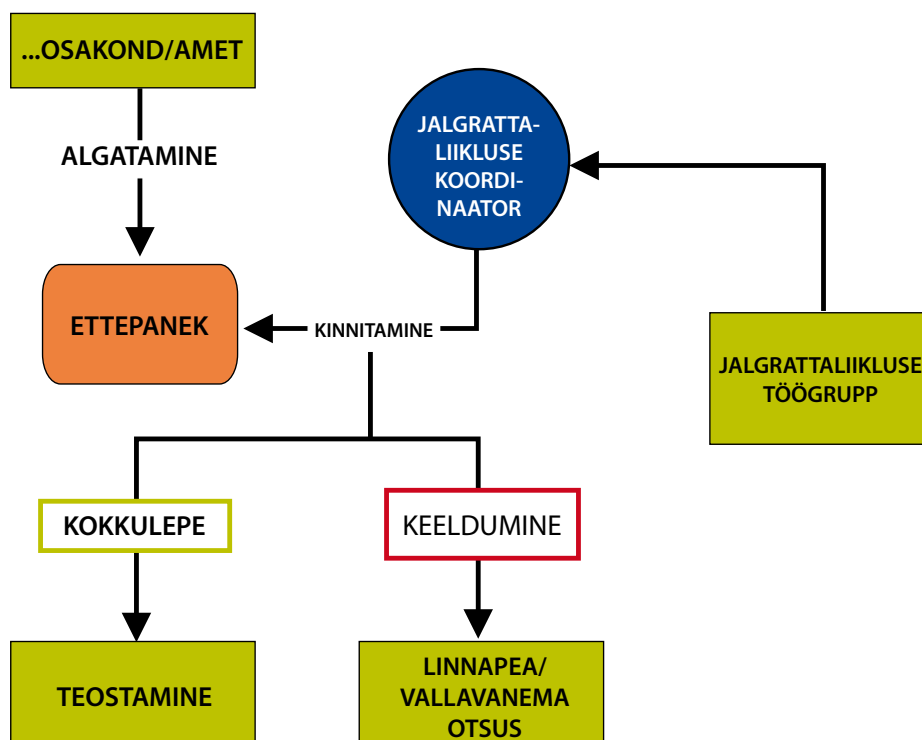 ...OSAKOND/AMET
ALGATAMINE
JALGRATTA-
LIIKLUSE
KOORDI-
NAATOR
ETTEPANEK
KINNITAMINE
JALGRATTALIIKLUSE
TÖÖGRUPP
KOKKULEPE
KEELDUMINE
TEOSTAMINE
LINNAPEA/
VALLAVANEMA
OTSUS